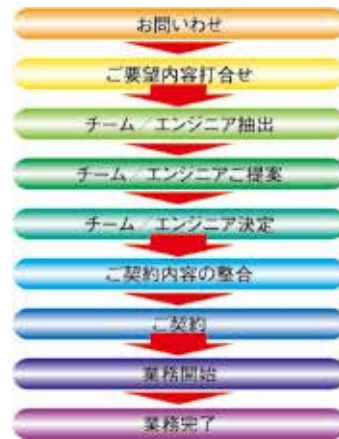 お問いわせ
ご要望内容打合せ
チーム／エンジニア抽出
チーム／エンジニアご提案
チーム／エンジニア決定
ご契約内容の整合
ご契約
業務開始
業務完了